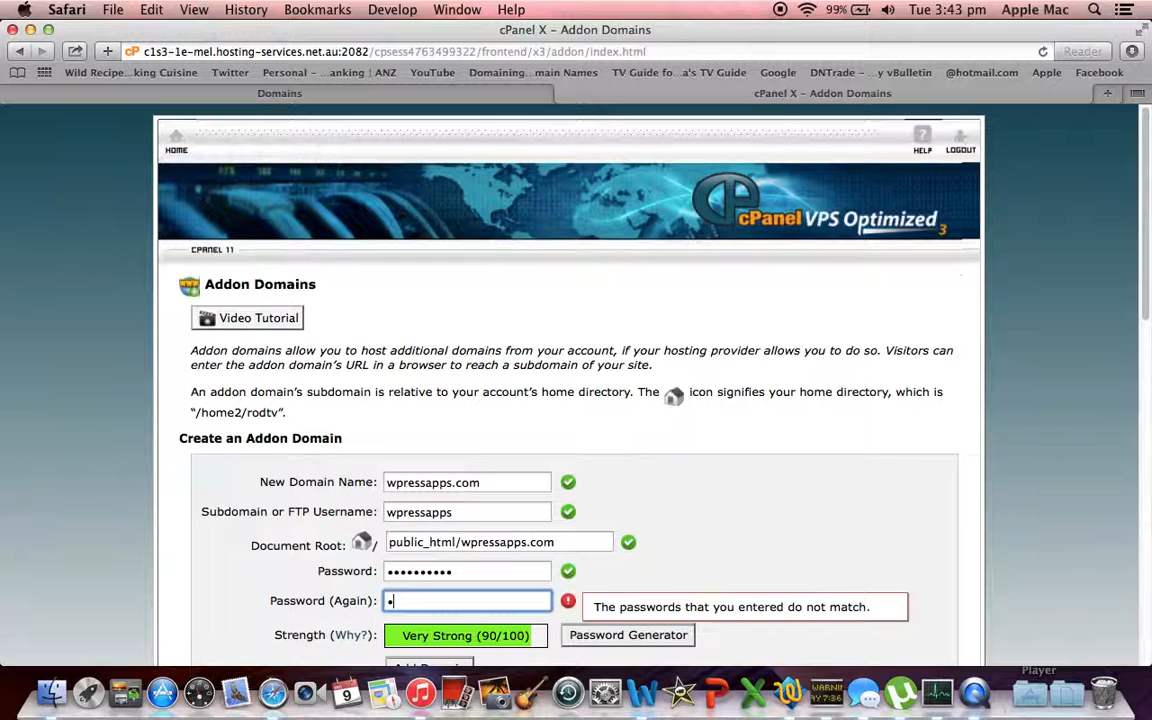 Safari File Edit View History Bookmarks Develop Window Help 99% Tue 3:43 pm Apple Mac
cPanel X – Addon Domains
cP c1s3-1e-mel.hosting-services.net.au:2082/cpsess4763499322/frontend/x3/addon/index.html Reader
Wild Recipe...king Cuisine Twitter Personal – ...anking | ANZ YouTube Domaining...main Names TV Guide fo...a's TV Guide Google DNTrade – ...y vBulletin @hotmail.com Apple Facebook
Domains cPanel X – Addon Domains
HOME HELP LOGOUT
cPanel VPS Optimized 3
CPANEL 11
Addon Domains
Video Tutorial
Addon domains allow you to host additional domains from your account, if your hosting provider allows you to do so. Visitors can
enter the addon domain's URL in a browser to reach a subdomain of your site.
An addon domain's subdomain is relative to your account's home directory. The icon signifies your home directory, which is
“/home2/rodtv”.
Create an Addon Domain
New Domain Name: wpressapps.com
Subdomain or FTP Username: wpressapps
Document Root: / public_html/wpressapps.com
Password: ••••••••••
Password (Again): • The passwords that you entered do not match.
Strength (Why?): Very Strong (90/100) Password Generator
Add Domain
Player